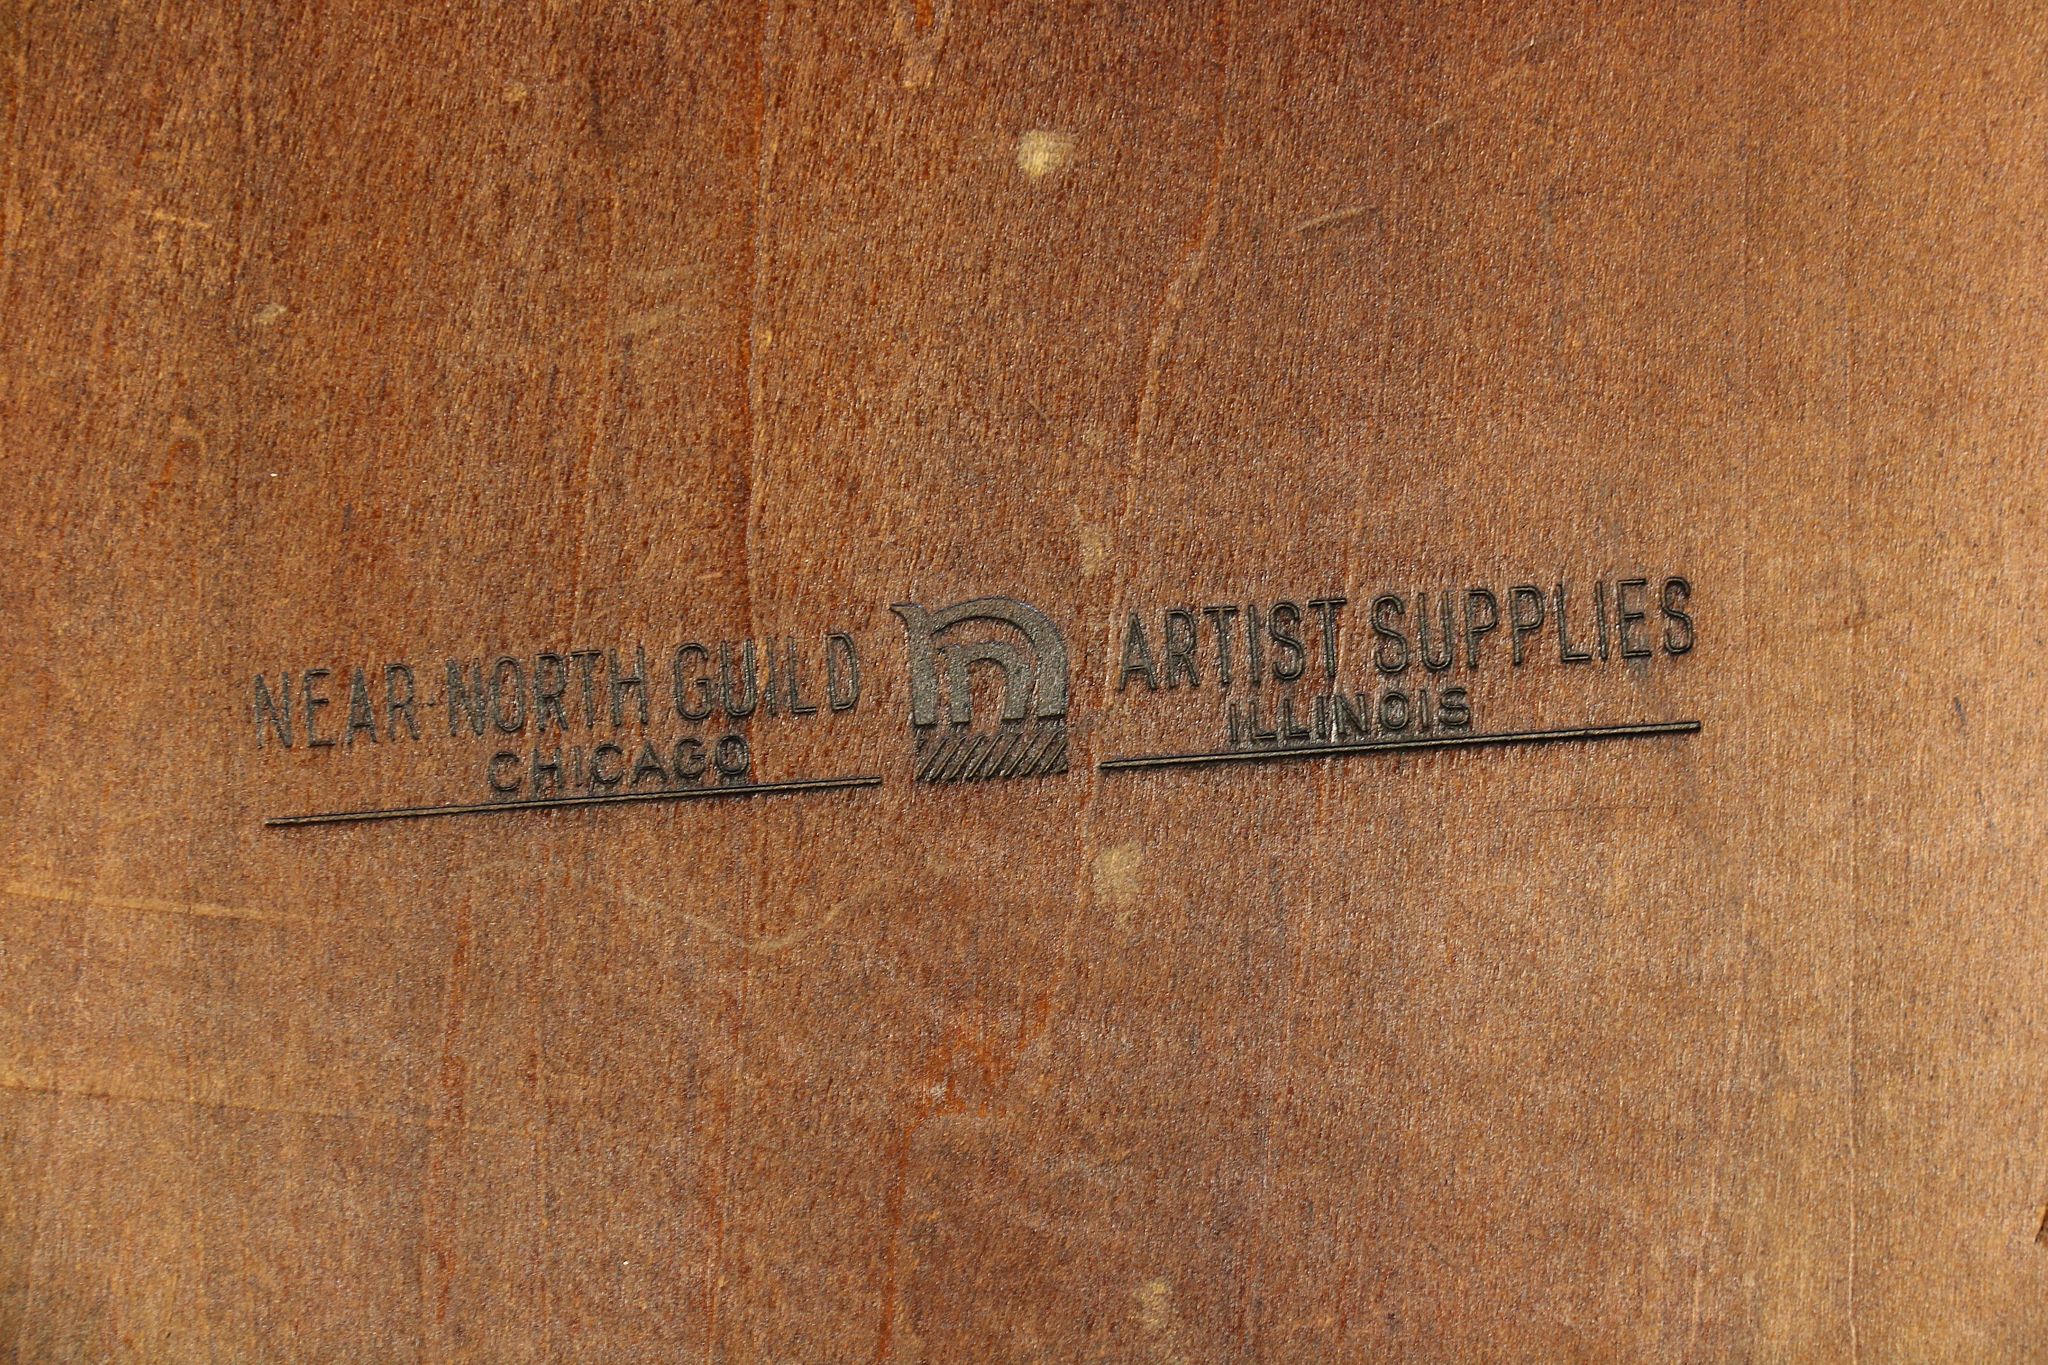 NEAR-NORTH GUILD n ARTIST SUPPLIES
CHICAGO ILLINOIS